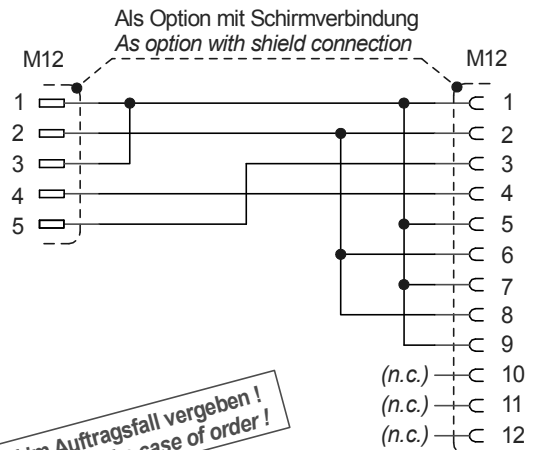 Als Option mit Schirmverbindung
As option with shield connection
M12
M12
1
1
2
2
3
3
4
4
5
5
6
7
8
9
(n.c.) 10
(n.c.) 11
(n.c.) 12
Auftragsfall vergeben !
case of order !